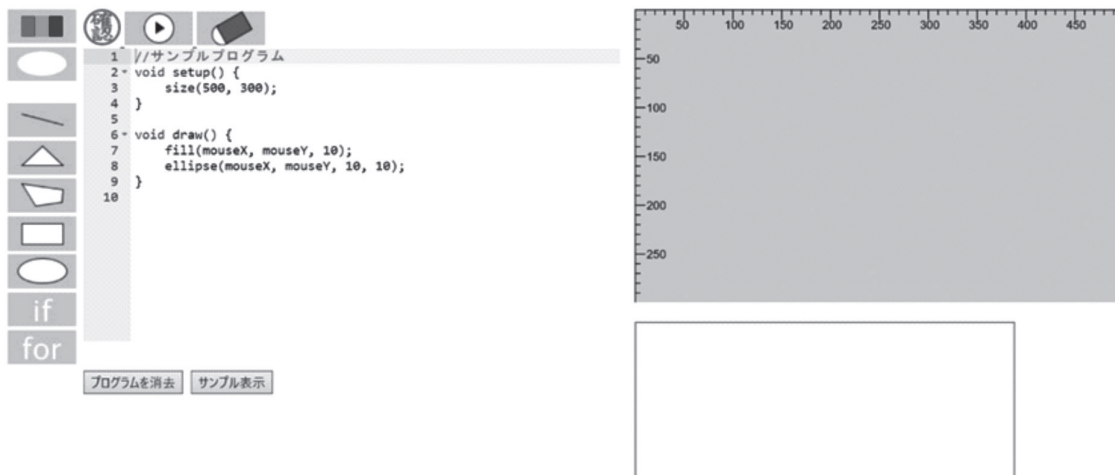 確認
1 //サンプルプログラム
2 void setup() {
3 size(500, 300);
4 }
5
6 void draw() {
7 fill(mouseX, mouseY, 10);
8 ellipse(mouseX, mouseY, 10, 10);
9 }
10
if
for
プログラムを消去 サンプル表示
50 100 150 200 250 300 350 400 450
50
100
150
200
250